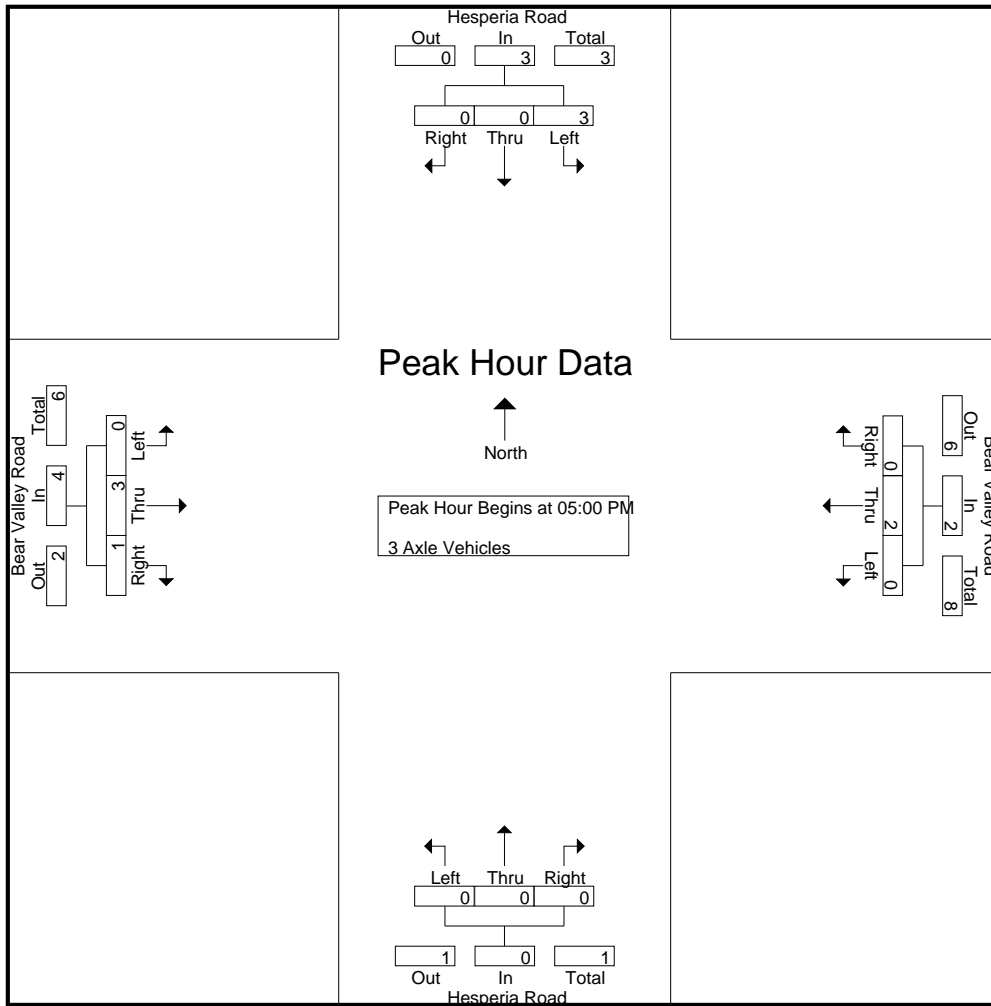 Hesperia Road
Out In Total
0 3 3
0 0 3
Right Thru Left
Peak Hour Data
North
Peak Hour Begins at 05:00 PM
3 Axle Vehicles
Bear Valley Road
Out In Total
2 4 6
Left Thru Right
0 3 1
Bear Valley Road
Out In Total
6 2 8
Right Thru Left
0 2 0
Left Thru Right
0 0 0
1 0 1
Out In Total
Hesperia Road